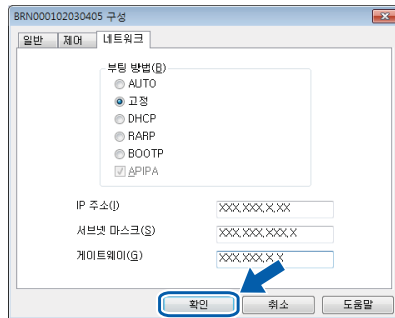 BRN000102030405 구성
일반 제어 네트워크
부팅 방법(B)
AUTO
고정
DHCP
RARP
BOOTP
APIPA
IP 주소(I) XXX,XXX,X,XX
서브넷 마스크(S) XXX,XXX,XXX,X
게이트웨이(G) XXX,XXX,X,X
확인 취소 도움말